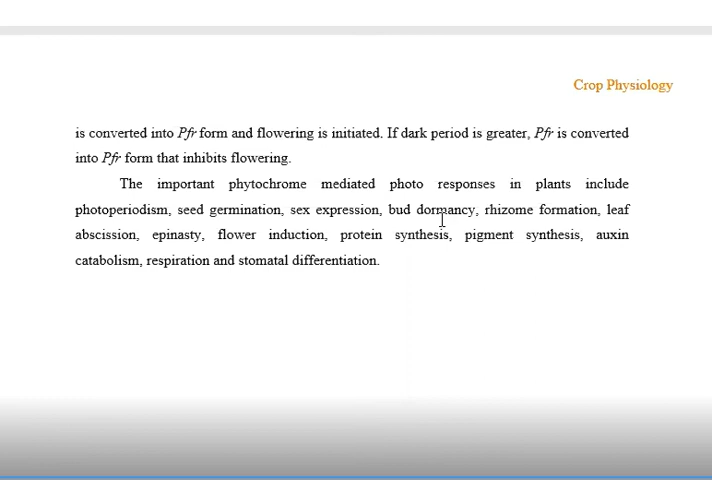 Crop Physiology
is converted into Pfr form and flowering is initiated. If dark period is greater, Pfr is converted
into Pfr form that inhibits flowering.
The important phytochrome mediated photo responses in plants include
photoperiodism, seed germination, sex expression, bud dormancy, rhizome formation, leaf
abscission, epinasty, flower induction, protein synthesis, pigment synthesis, auxin
catabolism, respiration and stomatal differentiation.